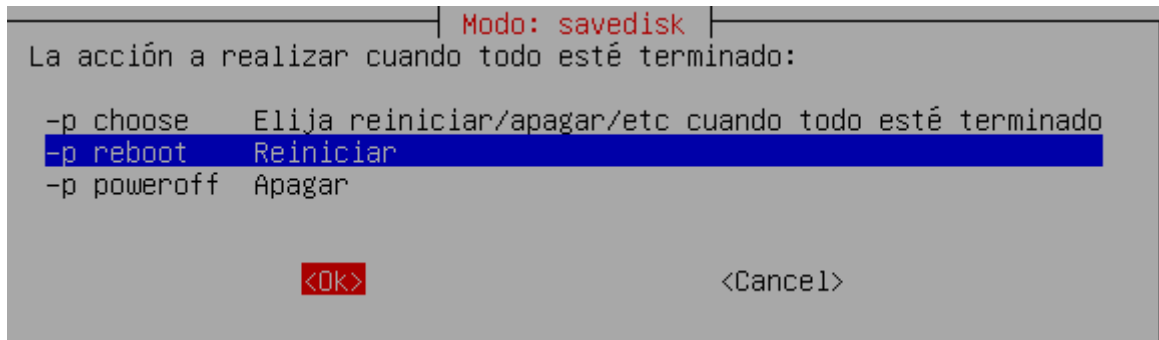 Modo: savedisk
La acción a realizar cuando todo esté terminado:
-p choose Elija reiniciar/apagar/etc cuando todo esté terminado
-p reboot Reiniciar
-p poweroff Apagar
<Ok> <Cancel>